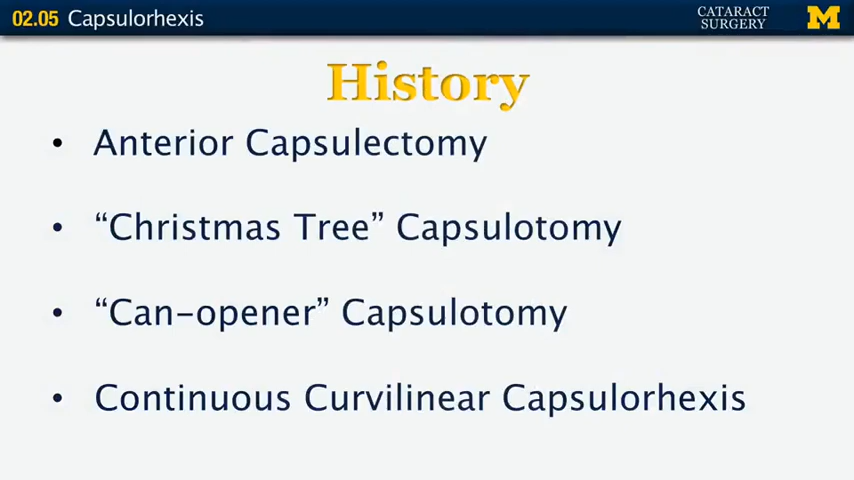 02.05 Capsulorhexis
CATARACT
SURGERY
M
History
• Anterior Capsulectomy
• “Christmas Tree” Capsulotomy
• “Can-opener” Capsulotomy
• Continuous Curvilinear Capsulorhexis